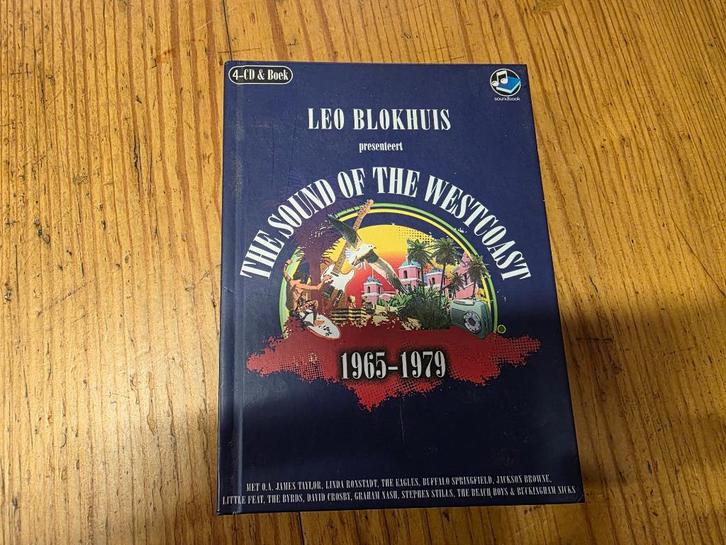 4-CD & Boek
sound&book
LEO BLOKHUIS
presenteert
THE SOUND OF THE WESTCOAST
1965-1979
MET O.A. JAMES TAYLOR, LINDA RONSTADT, THE EAGLES, BUFFALO SPRINGFIELD, JACKSON BROWNE,
LITTLE FEAT, THE BYRDS, DAVID CROSBY, GRAHAM NASH, STEPHEN STILLS, THE BEACH BOYS & BUCKINGHAM NICKS